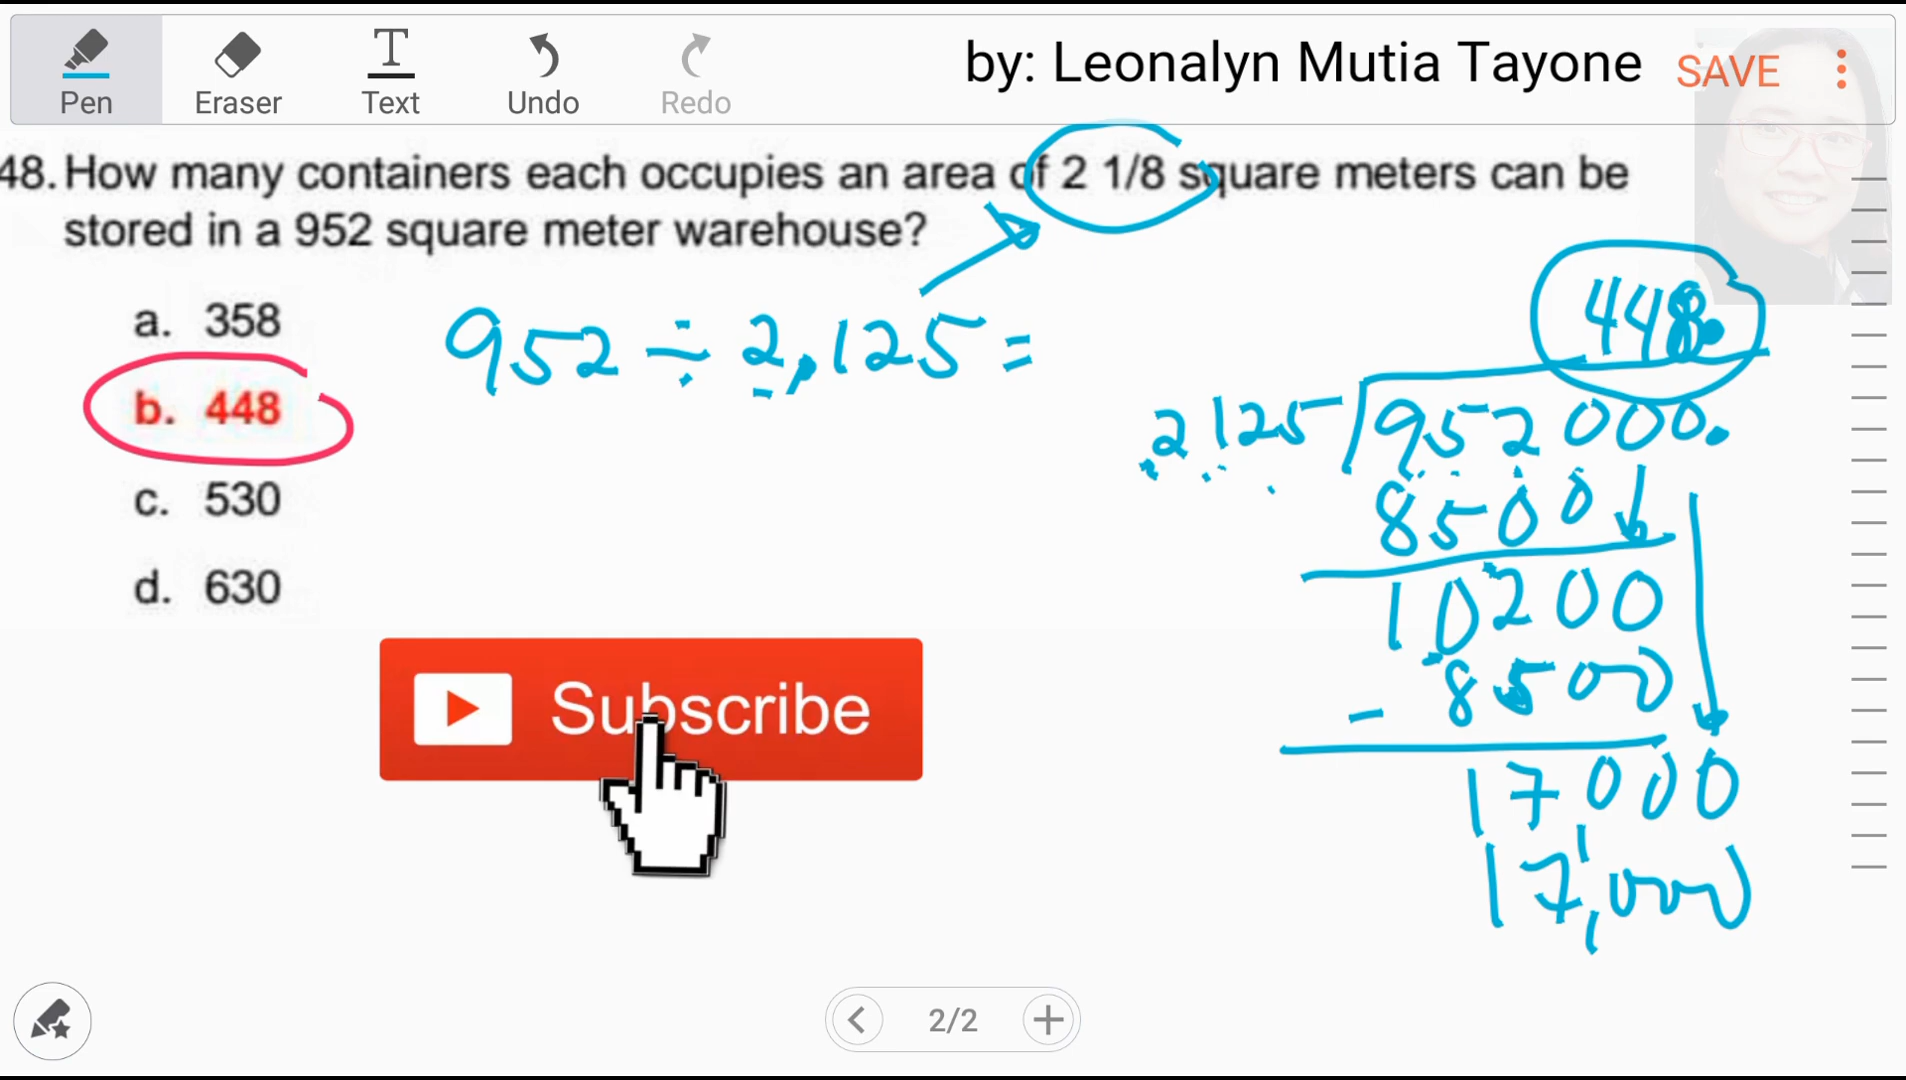 Pen Eraser Text Undo Redo by: Leonalyn Mutia Tayone SAVE
48. How many containers each occupies an area of 2 1/8 square meters can be
stored in a 952 square meter warehouse?
a. 358
b. 448
c. 530
d. 630
952 ÷ 2,125 =
448.
2125 952000.
8500
10200
- 8500
17000
17,000
Subscribe
2/2